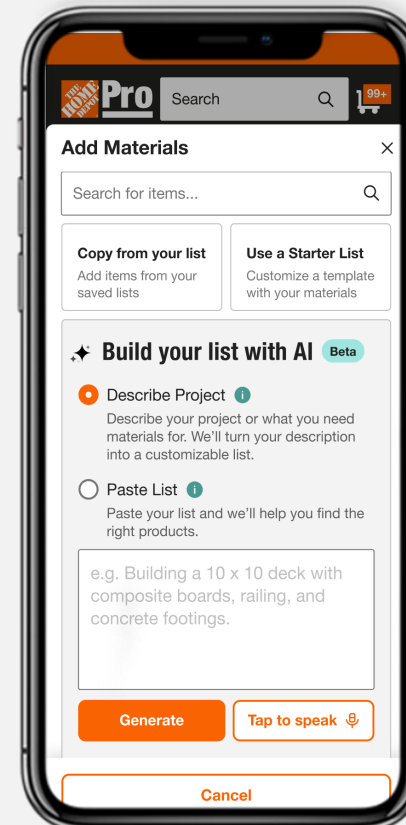 THE
HOME
DEPOT
Pro
Search
99+
Add Materials
Search for items...
Copy from your list
Add items from your
saved lists
Use a Starter List
Customize a template
with your materials
Build your list with AI Beta
Describe Project i
Describe your project or what you need
materials for. We'll turn your description
into a customizable list.
Paste List i
Paste your list and we'll help you find the
right products.
e.g. Building a 10 x 10 deck with
composite boards, railing, and
concrete footings.
Generate
Tap to speak
Cancel